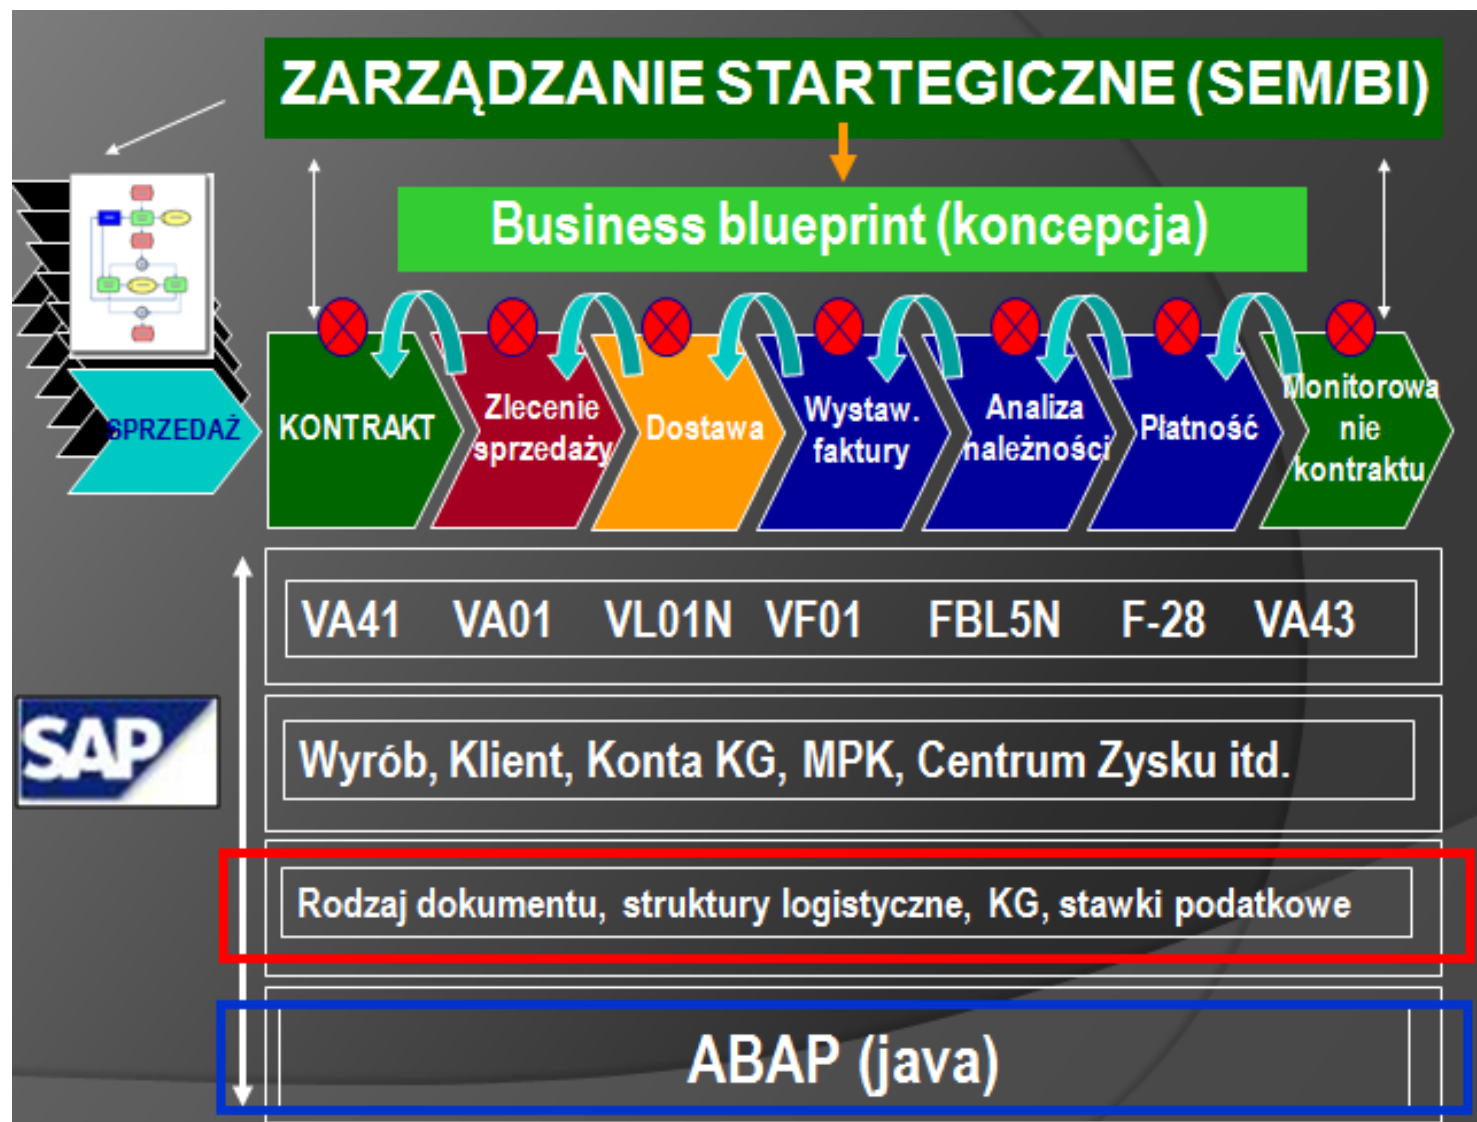 ZARZĄDZANIE STARTEGICZNE (SEM/BI)
Business blueprint (koncepcja)
SPRZEDAŻ
KONTRAKT
Zlecenie
sprzedaży
Dostawa
Wystaw.
faktury
Analiza
należności
Płatność
Monitorowa
nie
kontraktu
VA41 VA01 VL01N VF01 FBL5N F-28 VA43
SAP
Wyrób, Klient, Konta KG, MPK, Centrum Zysku itd.
Rodzaj dokumentu, struktury logistyczne, KG, stawki podatkowe
ABAP (java)